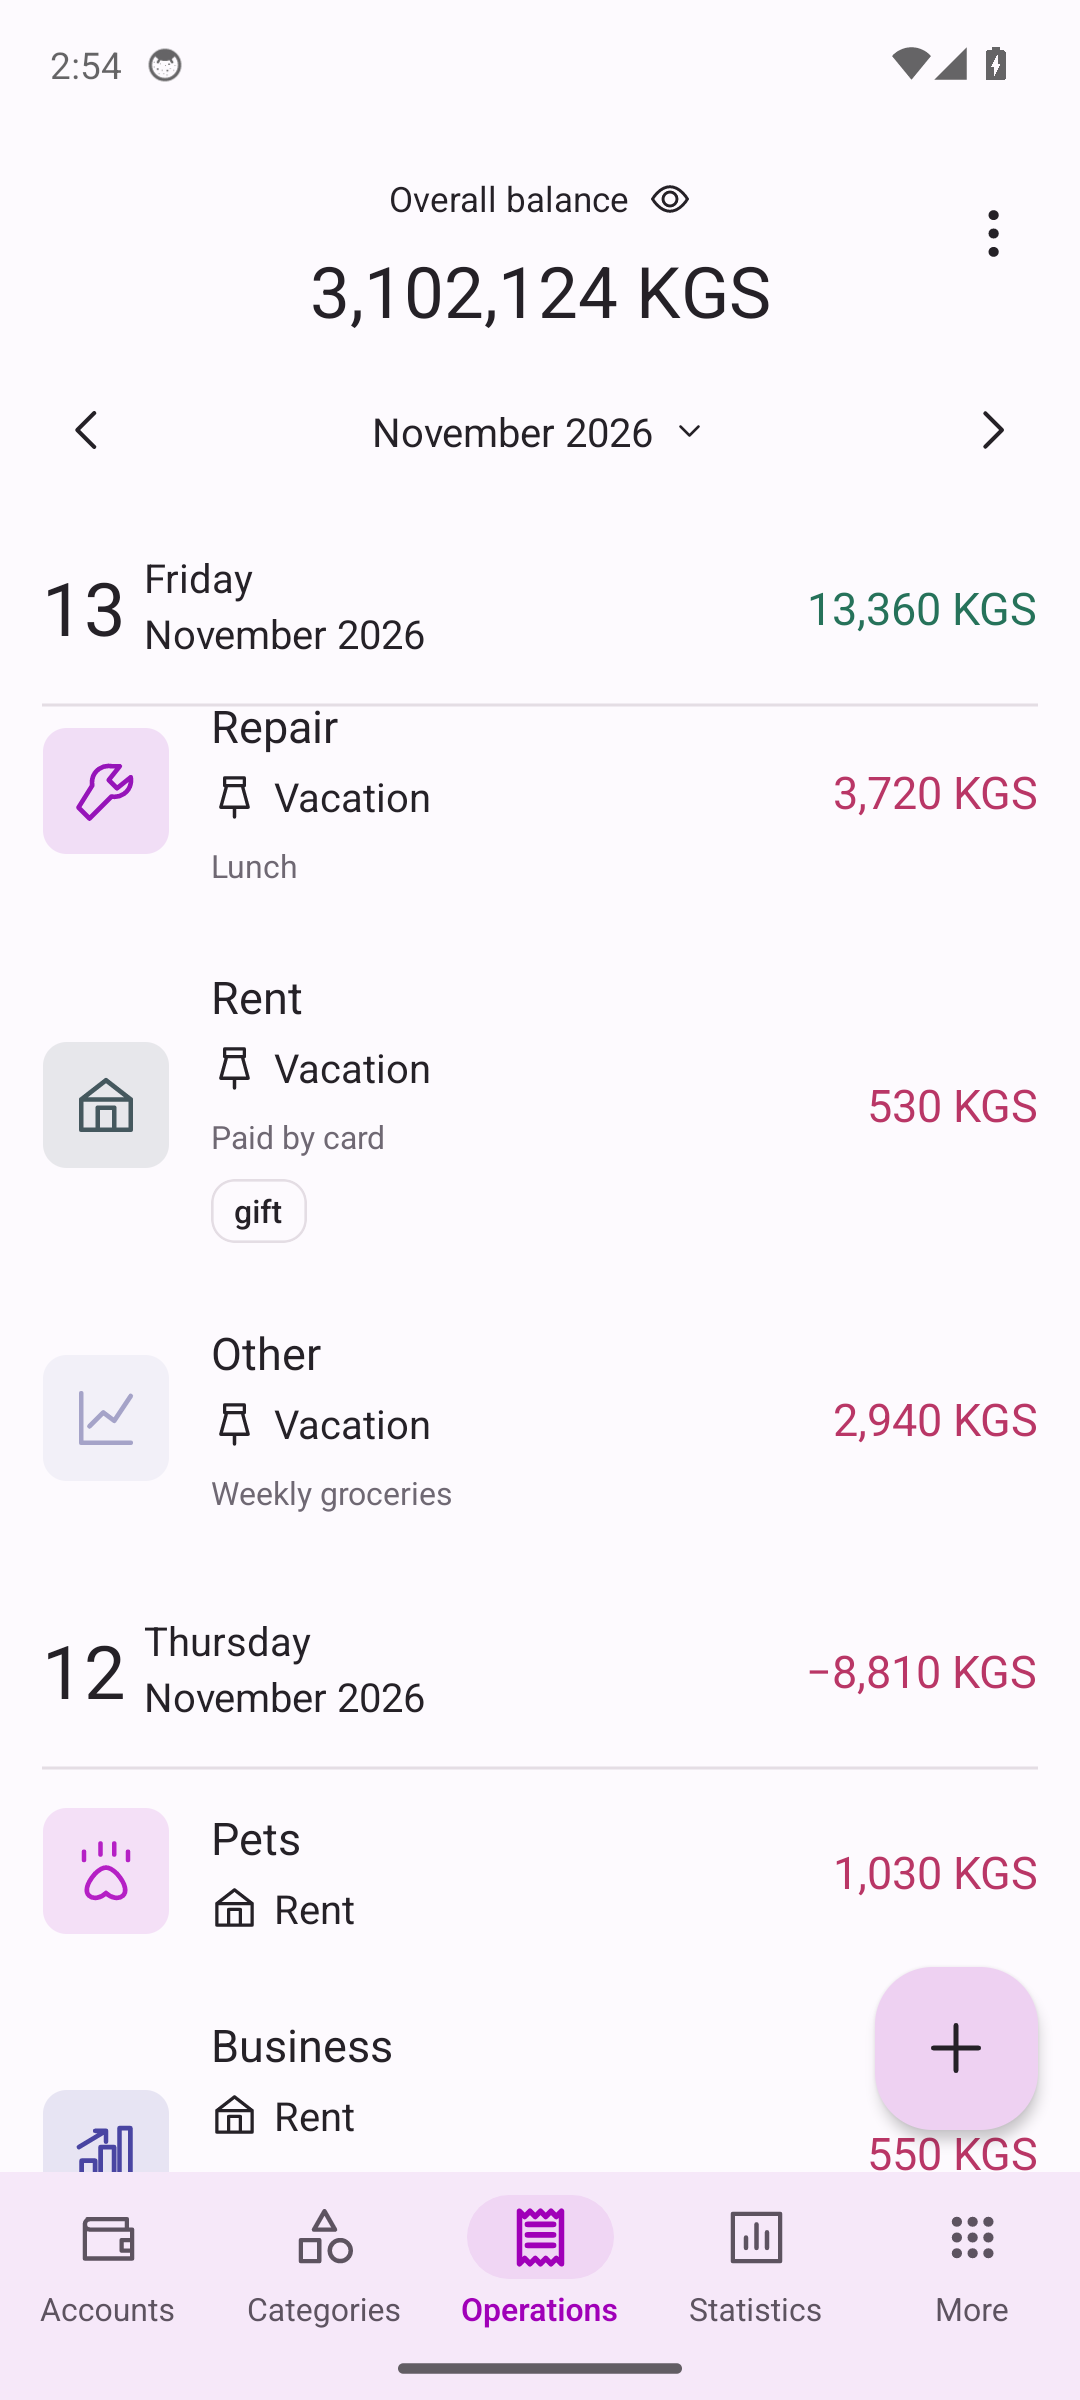 2:54
Overall balance
3,102,124 KGS
November 2026
13
Friday
November 2026
13,360 KGS
Repair
Vacation
Lunch
3,720 KGS
Rent
Vacation
Paid by card
gift
530 KGS
Other
Vacation
Weekly groceries
2,940 KGS
12
Thursday
November 2026
−8,810 KGS
Pets
Rent
1,030 KGS
Business
Rent
550 KGS
Accounts
Categories
Operations
Statistics
More